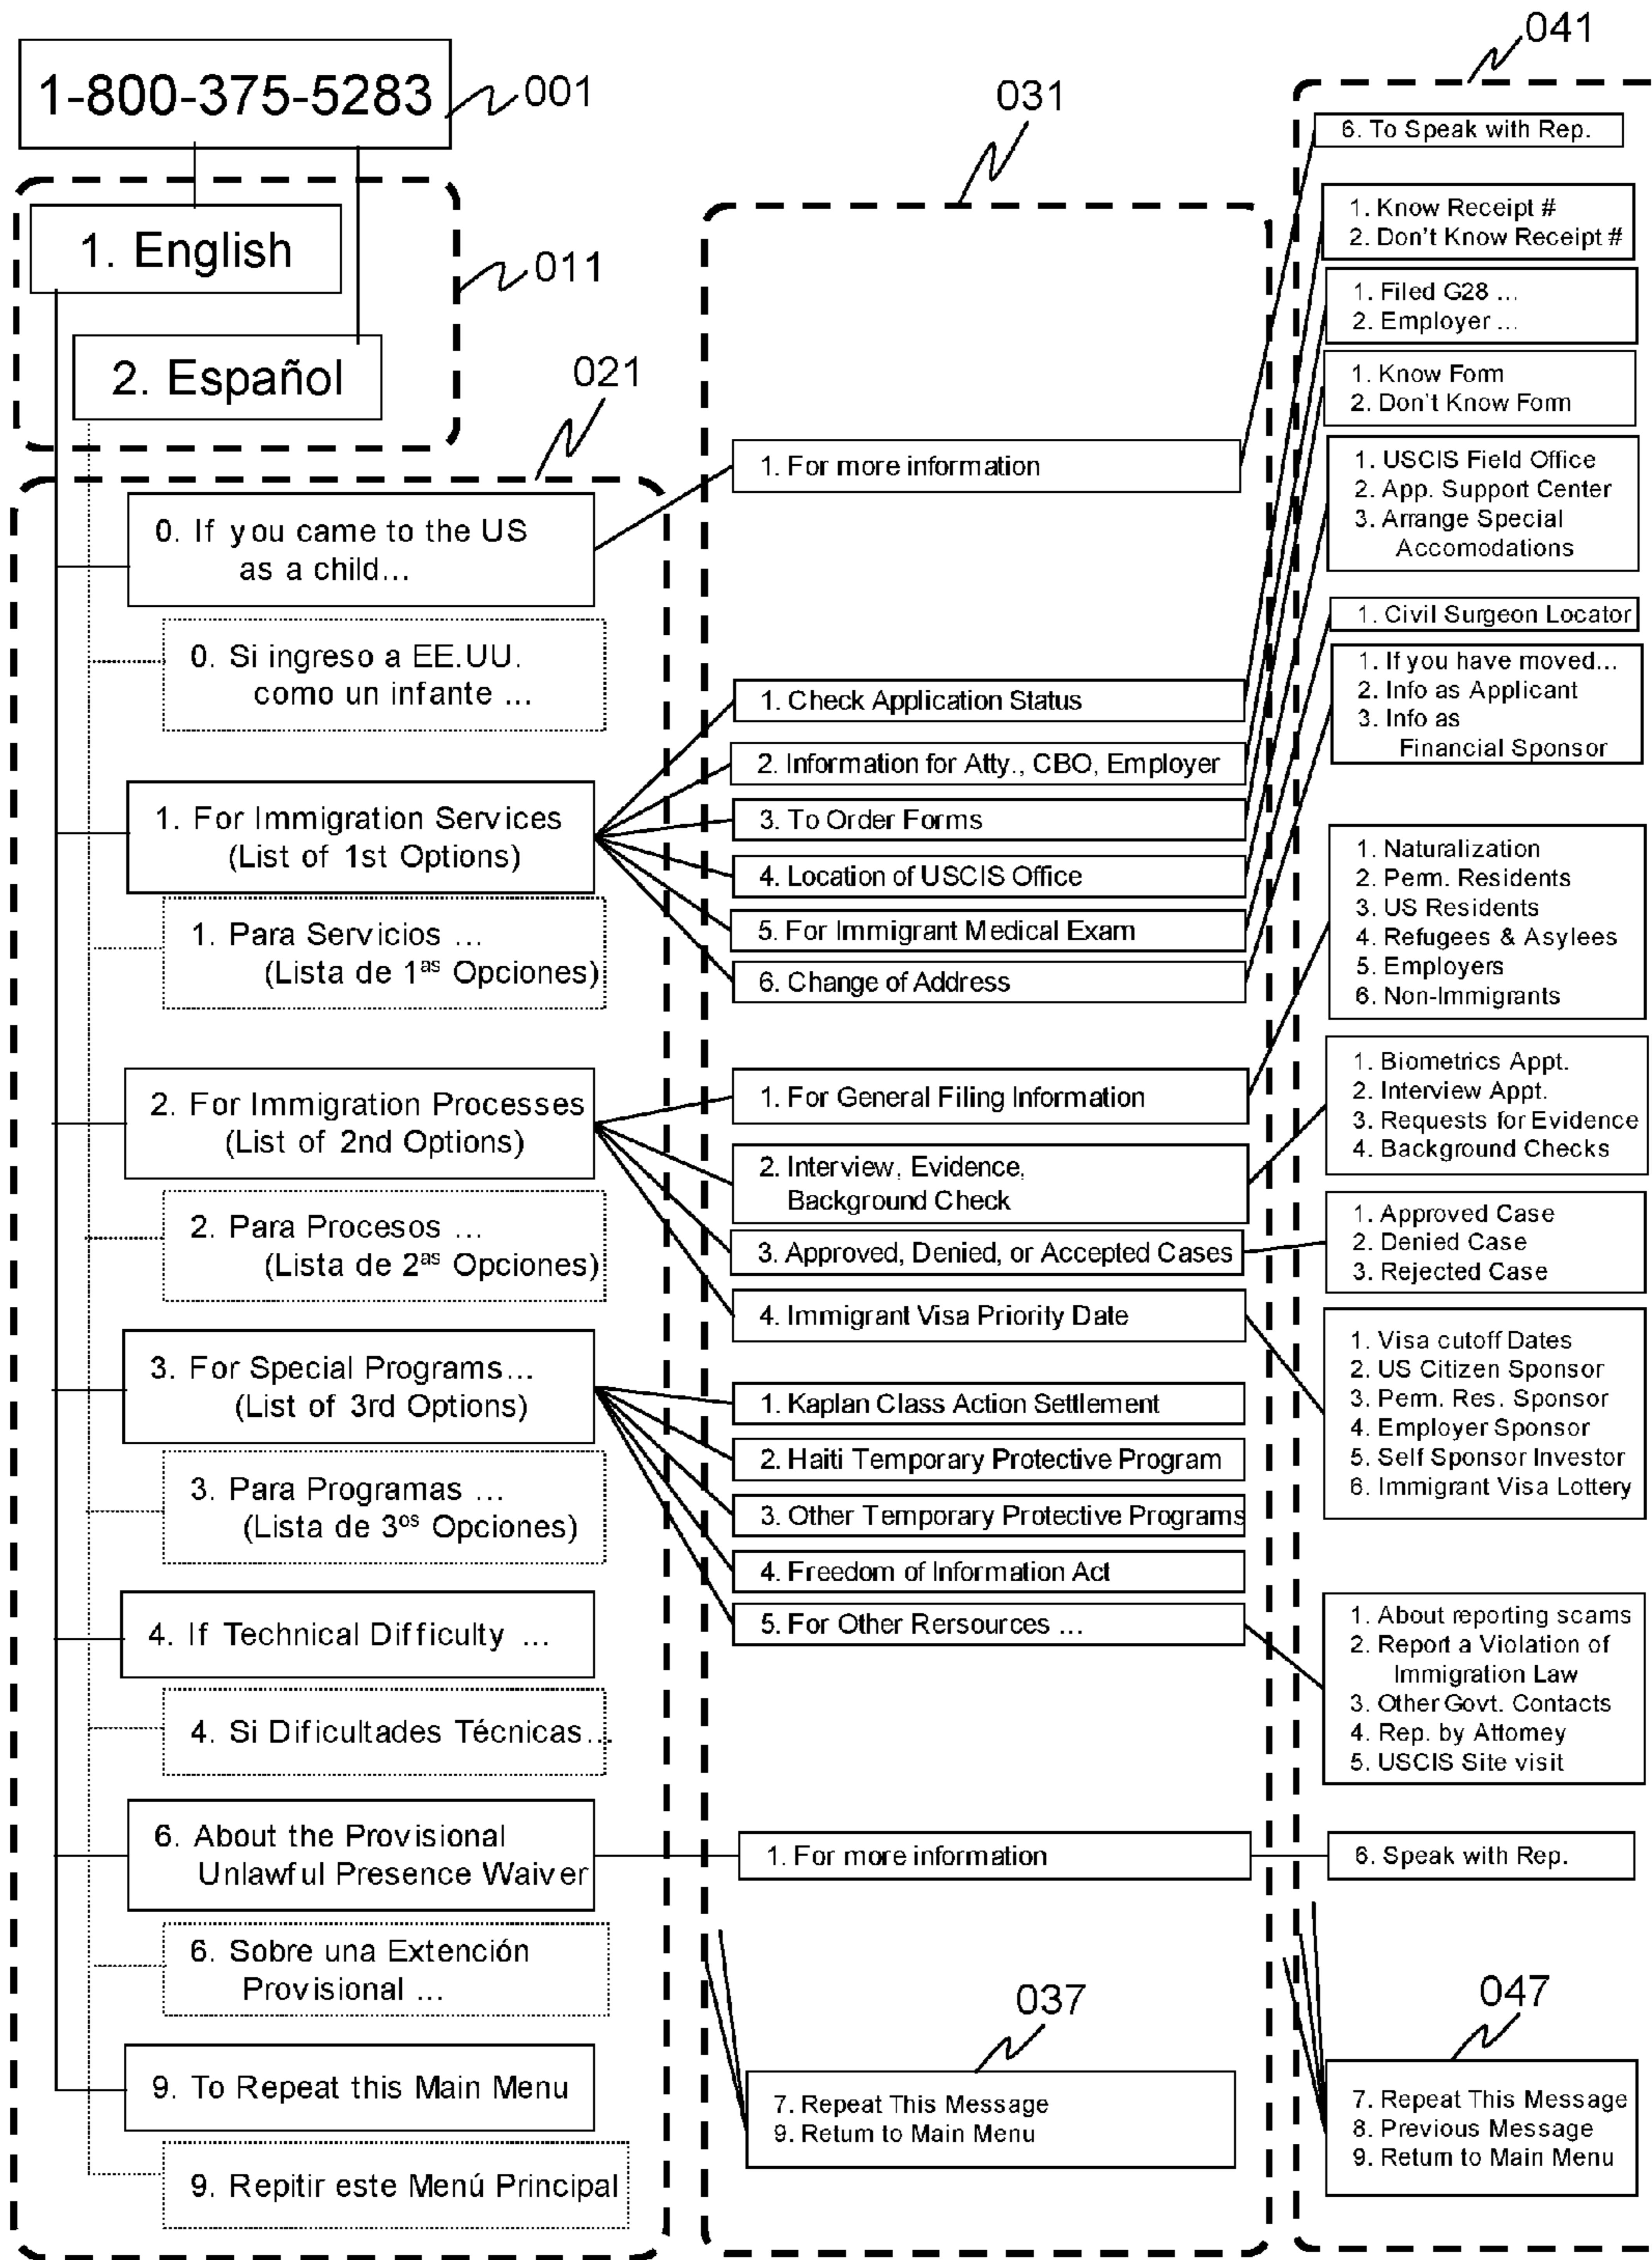 1-800-375-5283
001
1. English
2. Español
011
021
0. If you came to the US
as a child...
0. Si ingreso a EE.UU.
como un infante ...
1. For Immigration Services
(List of 1st Options)
1. Para Servicios ...
(Lista de 1as Opciones)
2. For Immigration Processes
(List of 2nd Options)
2. Para Procesos ...
(Lista de 2as Opciones)
3. For Special Programs...
(List of 3rd Options)
3. Para Programas ...
(Lista de 3os Opciones)
4. If Technical Difficulty ...
4. Si Dificultades Técnicas...
6. About the Provisional
Unlawful Presence Waiver
6. Sobre una Extención
Provisional ...
9. To Repeat this Main Menu
9. Repitir este Menú Principal
031
1. For more information
1. Check Application Status
2. Information for Atty., CBO, Employer
3. To Order Forms
4. Location of USCIS Office
5. For Immigrant Medical Exam
6. Change of Address
1. For General Filing Information
2. Interview, Evidence,
Background Check
3. Approved, Denied, or Accepted Cases
4. Immigrant Visa Priority Date
1. Kaplan Class Action Settlement
2. Haiti Temporary Protective Program
3. Other Temporary Protective Programs
4. Freedom of Information Act
5. For Other Rersources ...
1. For more information
037
7. Repeat This Message
9. Return to Main Menu
041
6. To Speak with Rep.
1. Know Receipt #
2. Don't Know Receipt #
1. Filed G28 ...
2. Employer ...
1. Know Form
2. Don't Know Form
1. USCIS Field Office
2. App. Support Center
3. Arrange Special
Accomodations
1. Civil Surgeon Locator
1. If you have moved...
2. Info as Applicant
3. Info as
Financial Sponsor
1. Naturalization
2. Perm. Residents
3. US Residents
4. Refugees & Asylees
5. Employers
6. Non-Immigrants
1. Biometrics Appt.
2. Interview Appt.
3. Requests for Evidence
4. Background Checks
1. Approved Case
2. Denied Case
3. Rejected Case
1. Visa cutoff Dates
2. US Citizen Sponsor
3. Perm. Res. Sponsor
4. Employer Sponsor
5. Self Sponsor Investor
6. Immigrant Visa Lottery
1. About reporting scams
2. Report a Violation of
Immigration Law
3. Other Govt. Contacts
4. Rep. by Attorney
5. USCIS Site visit
6. Speak with Rep.
047
7. Repeat This Message
8. Previous Message
9. Return to Main Menu